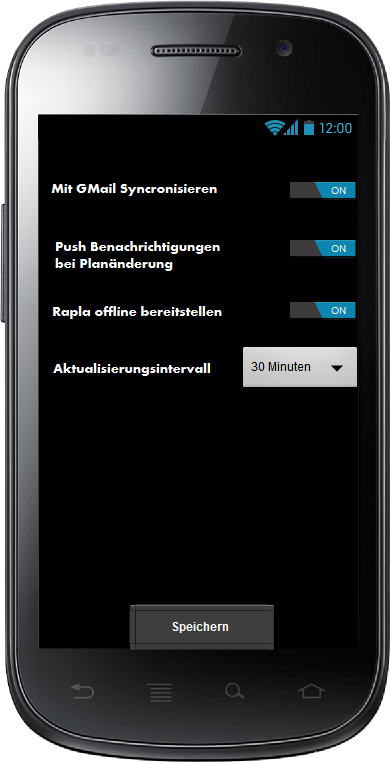 12:00
Mit GMail Syncronisieren
ON
Push Benachrichtigungen
bei Planänderung
ON
Rapla offline bereitstellen
ON
Aktualisierungsintervall
30 Minuten
Speichern